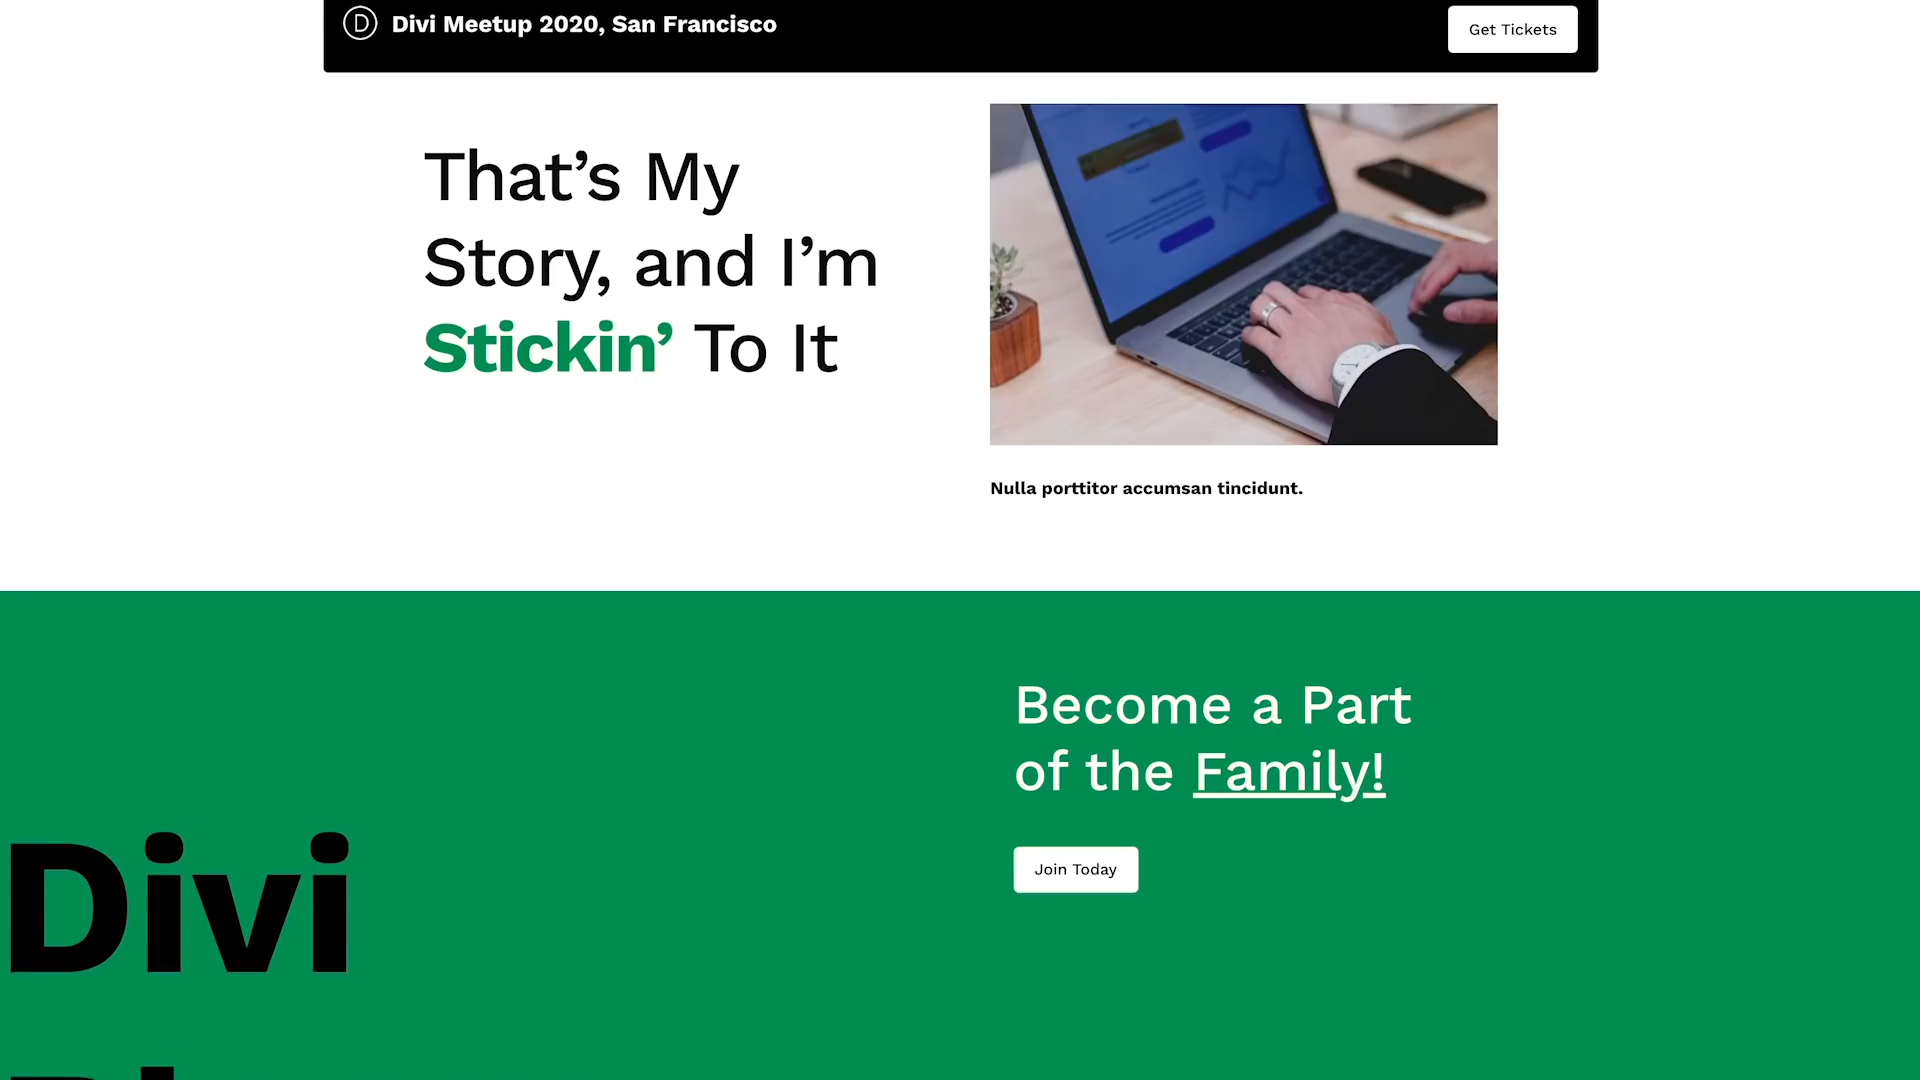 D Divi Meetup 2020, San Francisco
Get Tickets
That’s My
Story, and I’m
Stickin’ To It
Nulla porttitor accumsan tincidunt.
Become a Part
of the Family!
Join Today
Divi